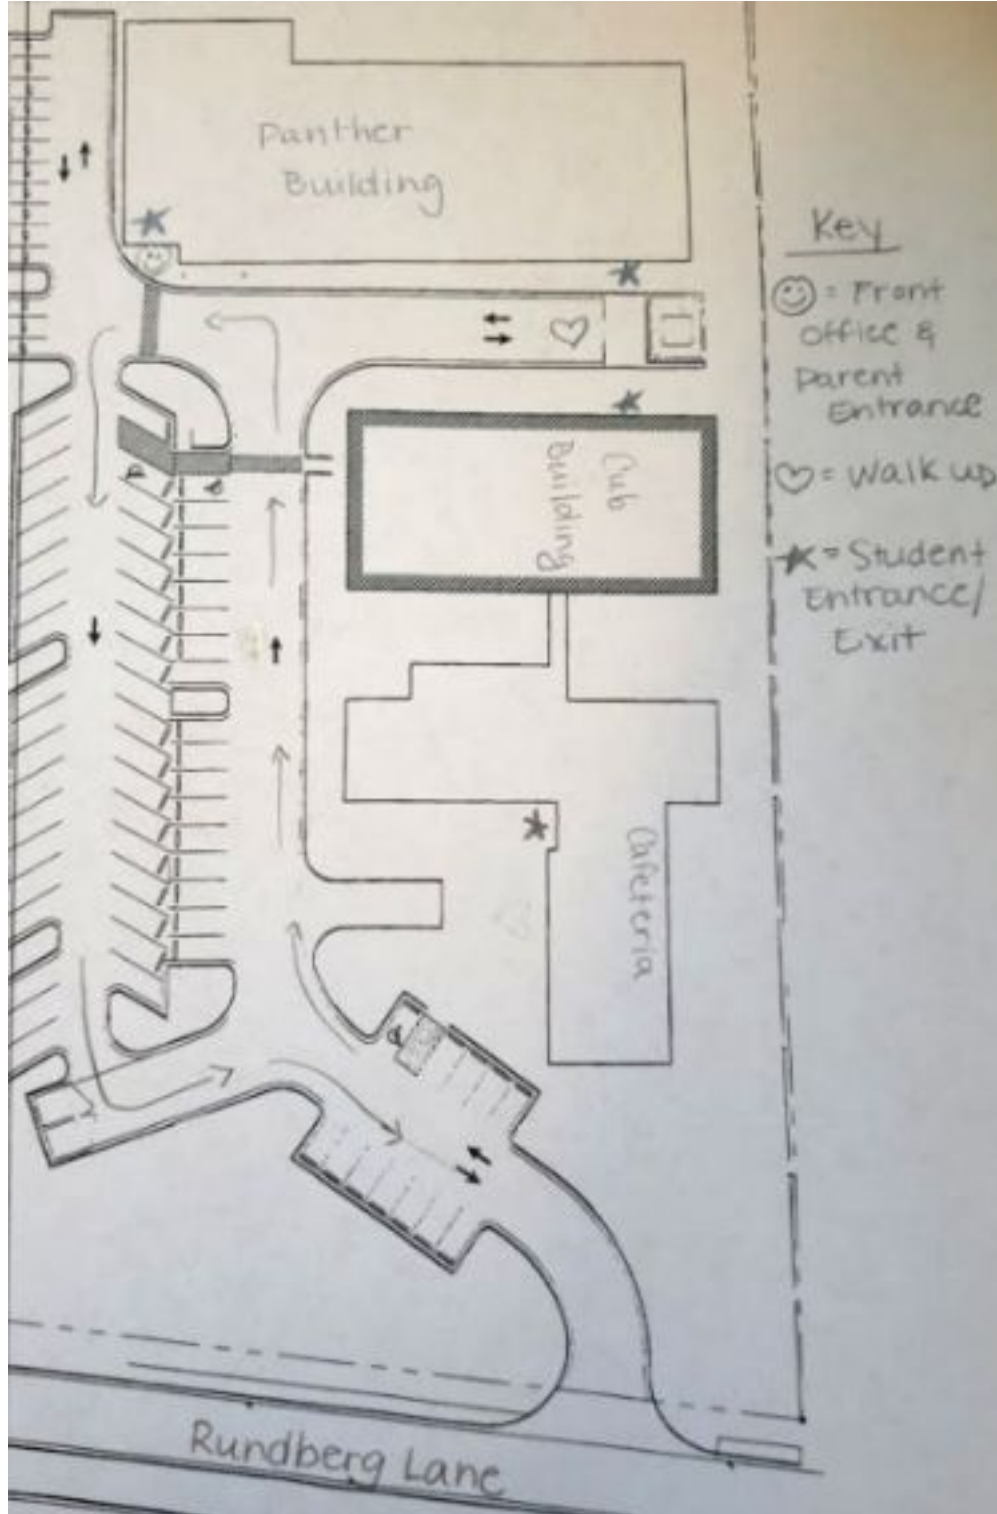 Panther
Building
Key
☺ = Front
office &
Parent
Entrance
♡ = Walk up
★ = Student
Entrance/
Exit
Cub
Building
Cafeteria
Rundberg Lane